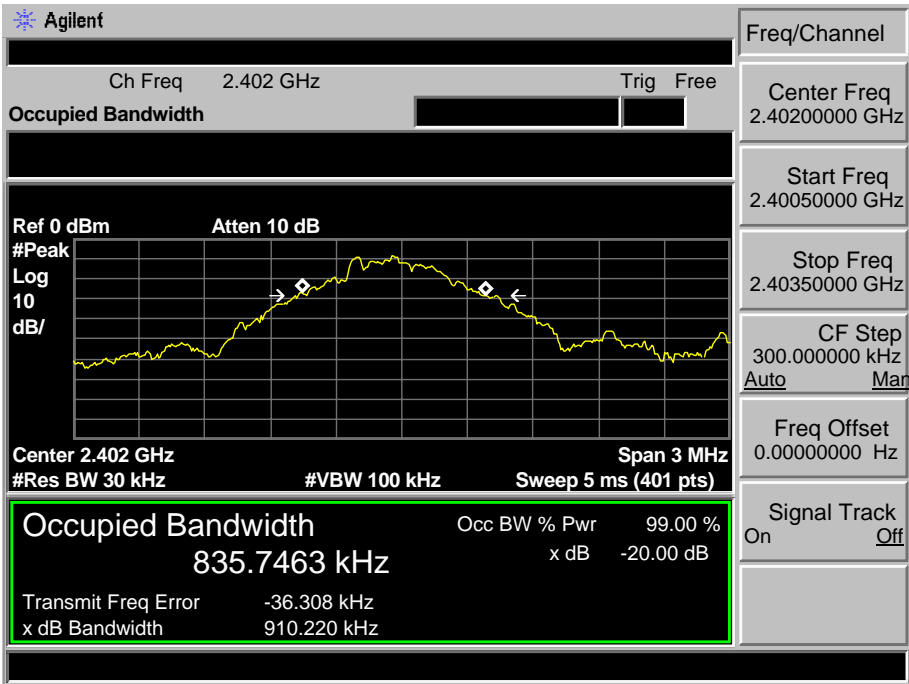 Agilent
Freq/Channel
Ch Freq 2.402 GHz Trig Free
Occupied Bandwidth
Center Freq
2.40200000 GHz
Start Freq
2.40050000 GHz
Stop Freq
2.40350000 GHz
CF Step
300.000000 kHz
Auto Man
Freq Offset
0.00000000 Hz
Signal Track
On Off
Ref 0 dBm Atten 10 dB
#Peak
Log
10
dB/
Center 2.402 GHz Span 3 MHz
#Res BW 30 kHz #VBW 100 kHz Sweep 5 ms (401 pts)
Occupied Bandwidth Occ BW % Pwr 99.00 %
835.7463 kHz x dB -20.00 dB
Transmit Freq Error -36.308 kHz
x dB Bandwidth 910.220 kHz